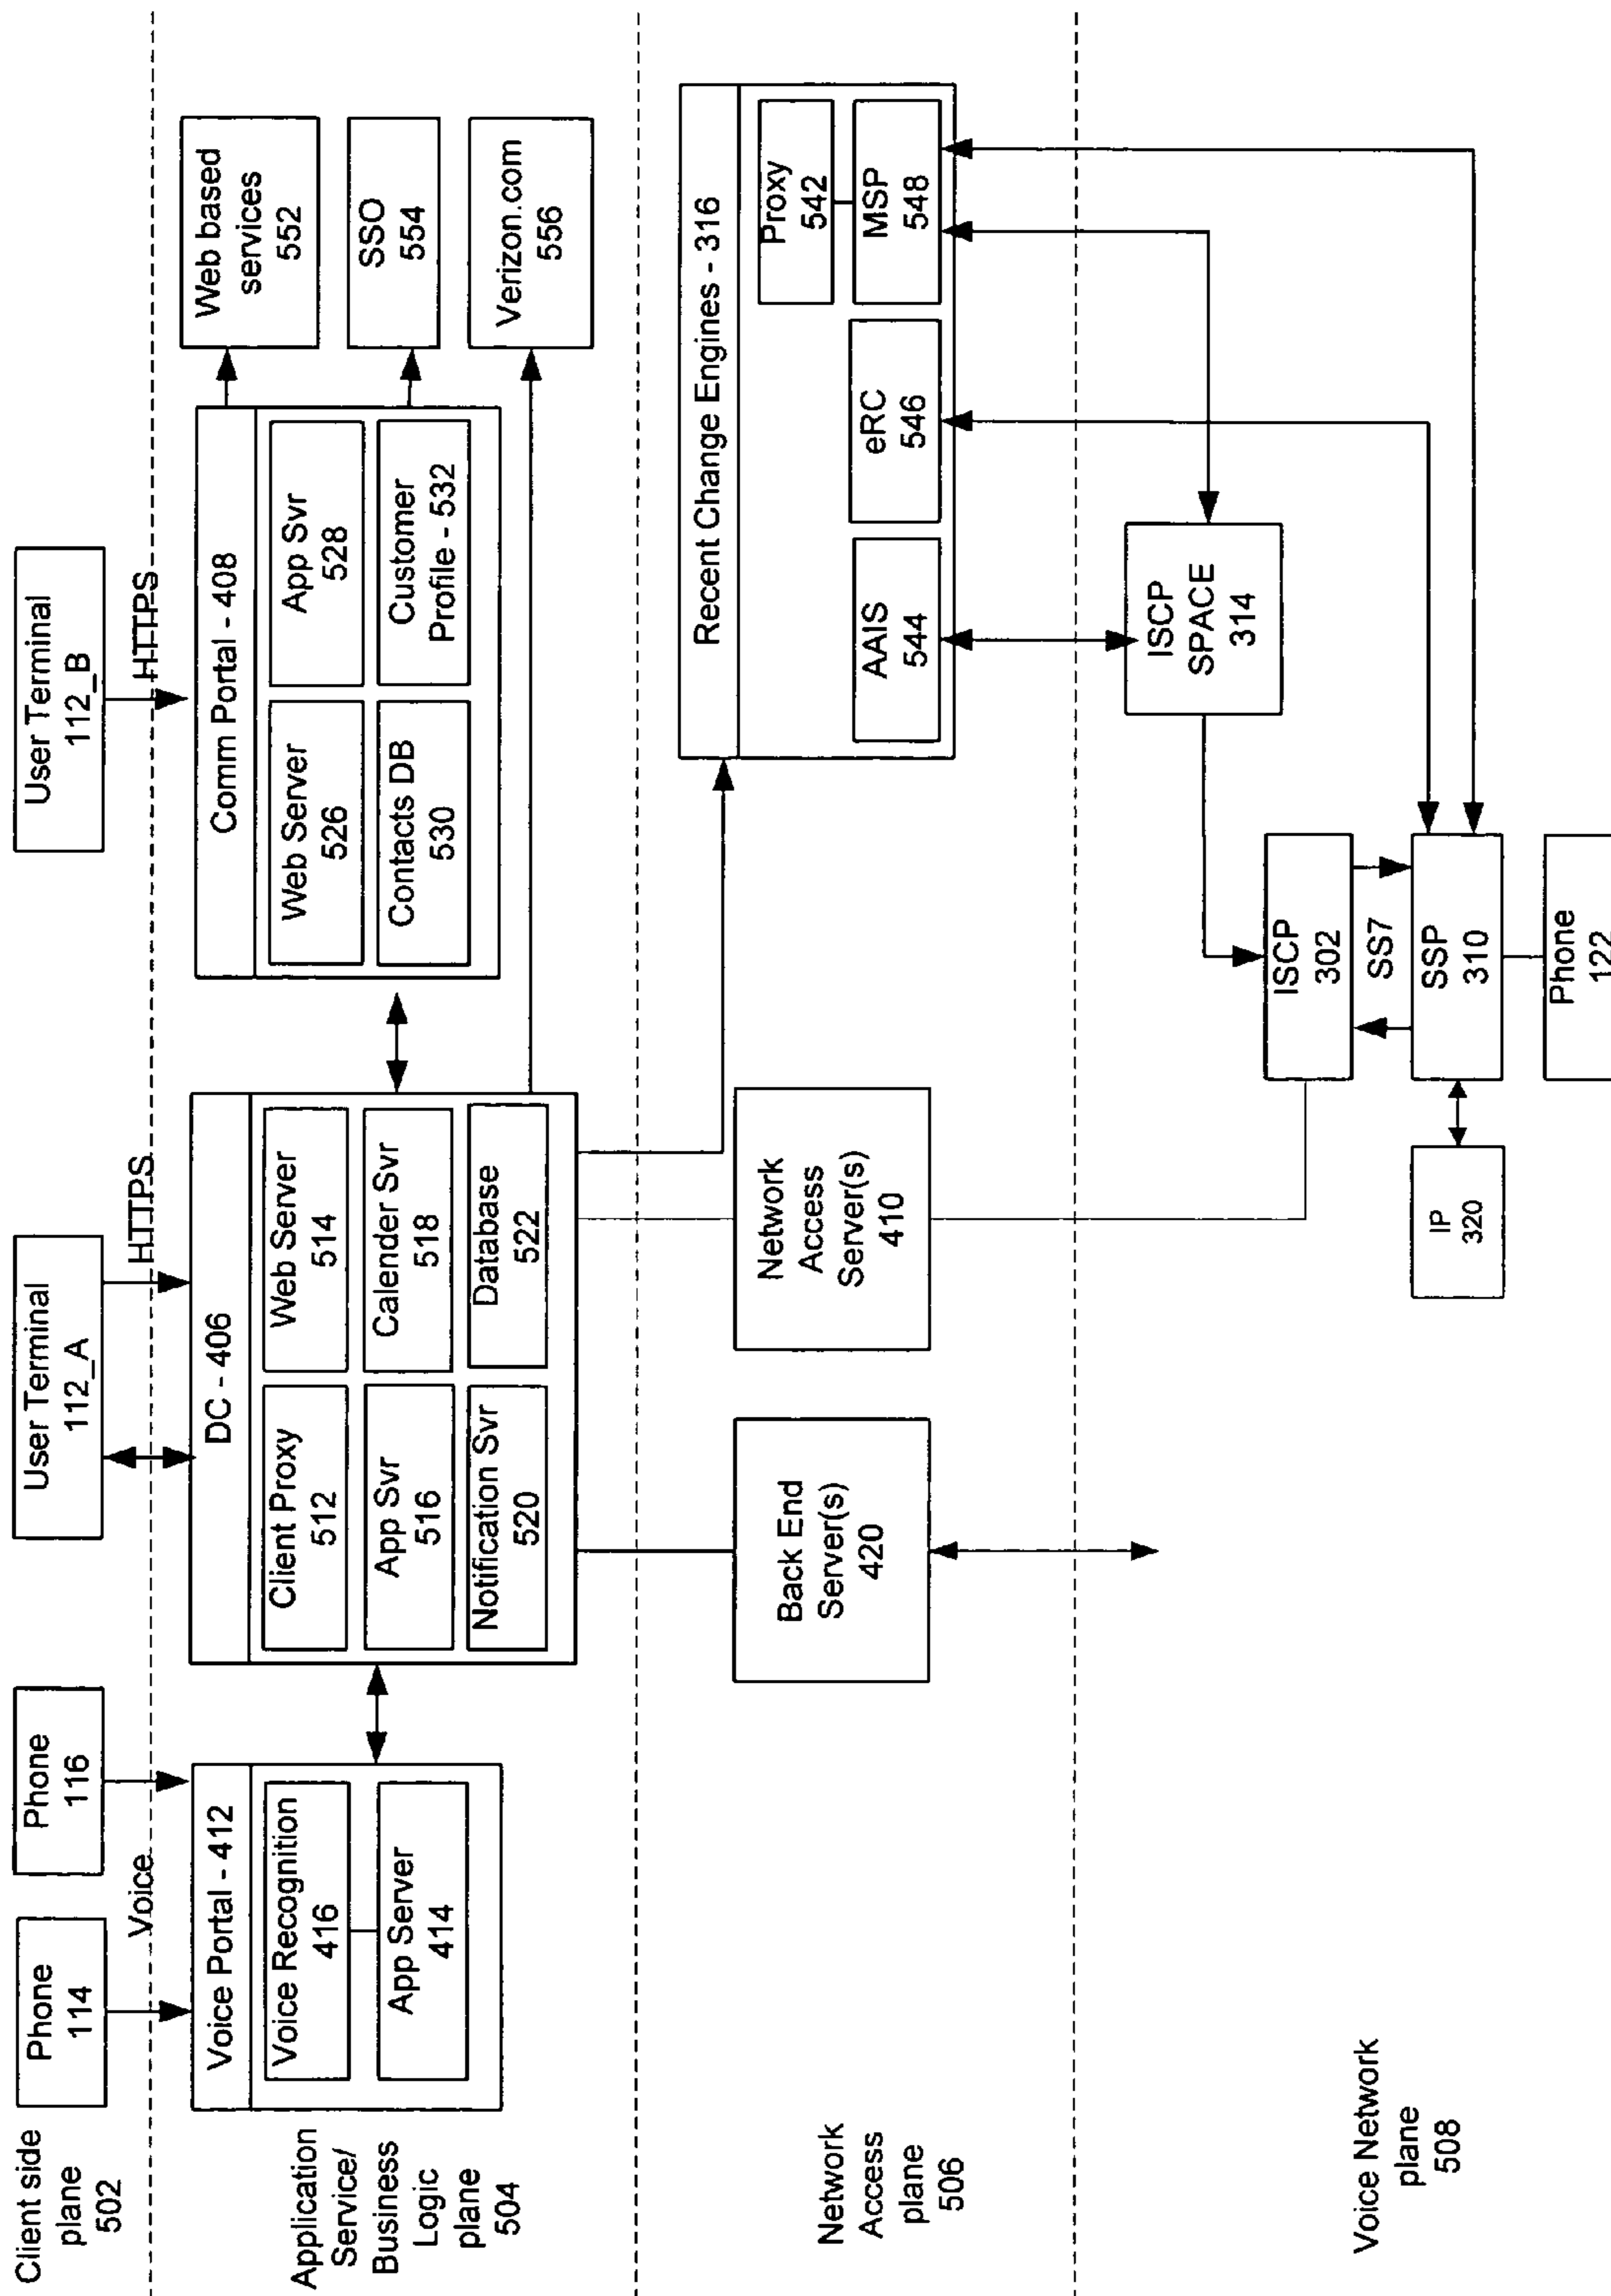 Client side
plane
502
Phone
114
Phone
116
User Terminal
112_A
User Terminal
112_B
Voice
HTTPS
HTTPS
Application
Service/
Business
Logic
plane
504
Voice Portal - 412
Voice Recognition
416
App Server
414
DC - 406
Client Proxy
512
Web Server
514
App Svr
516
Calender Svr
518
Notification Svr
520
Database
522
Comm Portal - 408
Web Server
526
App Svr
528
Contacts DB
530
Customer
Profile - 532
Web based
services
552
SSO
554
Verizon.com
556
Network
Access
plane
506
Back End
Server(s)
420
Network
Access
Server(s)
410
Recent Change Engines - 316
Proxy
542
AAIS
544
eRC
546
MSP
548
Voice Network
plane
508
ISCP
SPACE
314
ISCP
302
SS7
SSP
310
IP
320
Phone
122